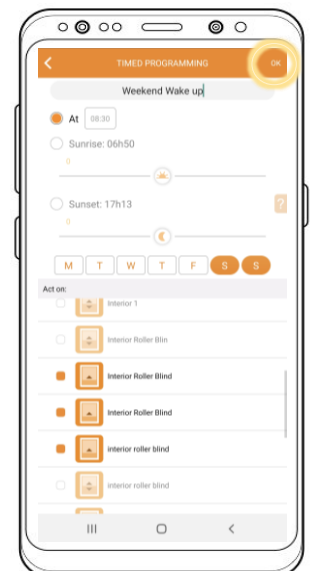 TIMED PROGRAMMING OK
Weekend Wake up
At 08:30
Sunrise: 06h50
0
Sunset: 17h13
?
0
M T W T F S S
Act on:
Interior 1
Interior Roller Blin
Interior Roller Blind
Interior Roller Blind
interior roller blind
interior roller blind